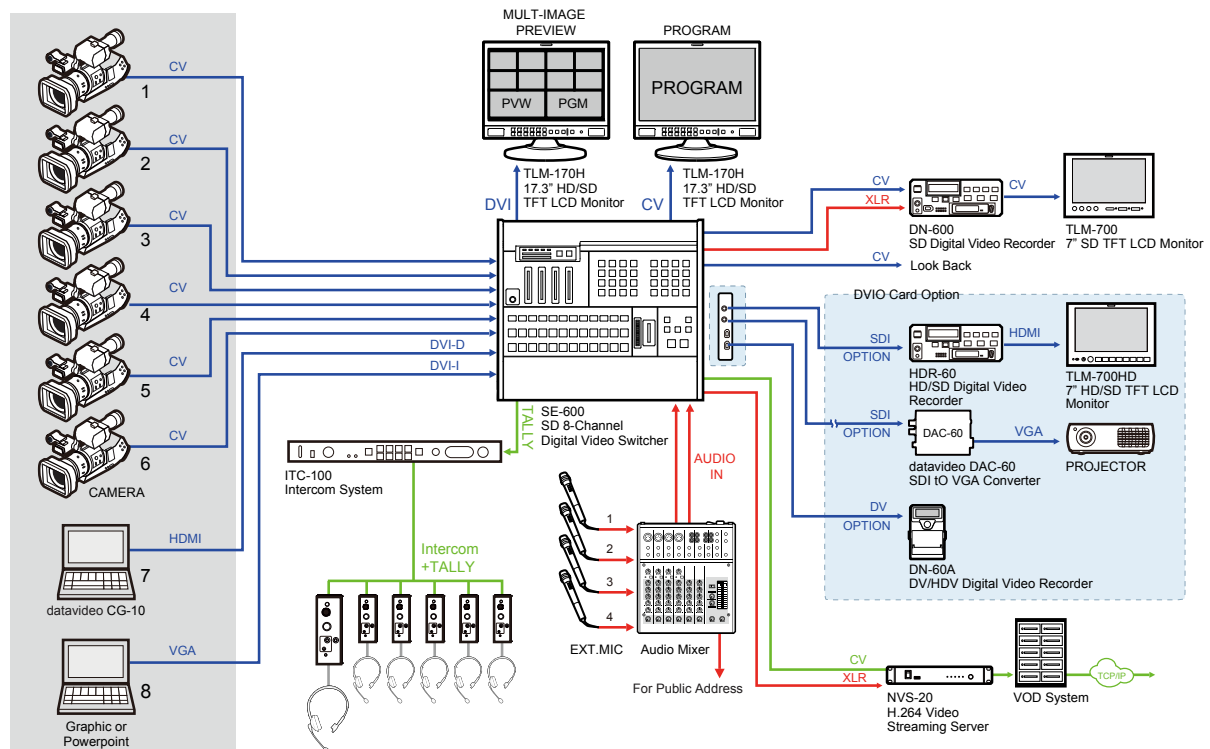 MULT-IMAGE
PREVIEW
PROGRAM
PVW
PGM
PROGRAM
TLM-170H
17.3" HD/SD
TFT LCD Monitor
DVI
TLM-170H
17.3" HD/SD
TFT LCD Monitor
CV
CV
1
CV
2
CV
3
CV
4
CV
5
CV
6
CAMERA
HDMI
7
datavideo CG-10
VGA
8
Graphic or
Powerpoint
DVI-D
DVI-I
SE-600
SD 8-Channel
Digital Video Switcher
TALLY
ITC-100
Intercom System
Intercom
+TALLY
AUDIO
IN
1
2
3
4
EXT.MIC
Audio Mixer
For Public Address
CV
XLR
CV
DN-600
SD Digital Video Recorder
TLM-700
7" SD TFT LCD Monitor
CV
Look Back
DVIO Card Option
SDI
OPTION
HDMI
HDR-60
HD/SD Digital Video
Recorder
TLM-700HD
7" HD/SD TFT LCD
Monitor
SDI
OPTION
DAC-60
VGA
datavideo DAC-60
SDI tO VGA Converter
PROJECTOR
DV
OPTION
DN-60A
DV/HDV Digital Video Recorder
CV
XLR
NVS-20
H.264 Video
Streaming Server
VOD System
TCP/IP